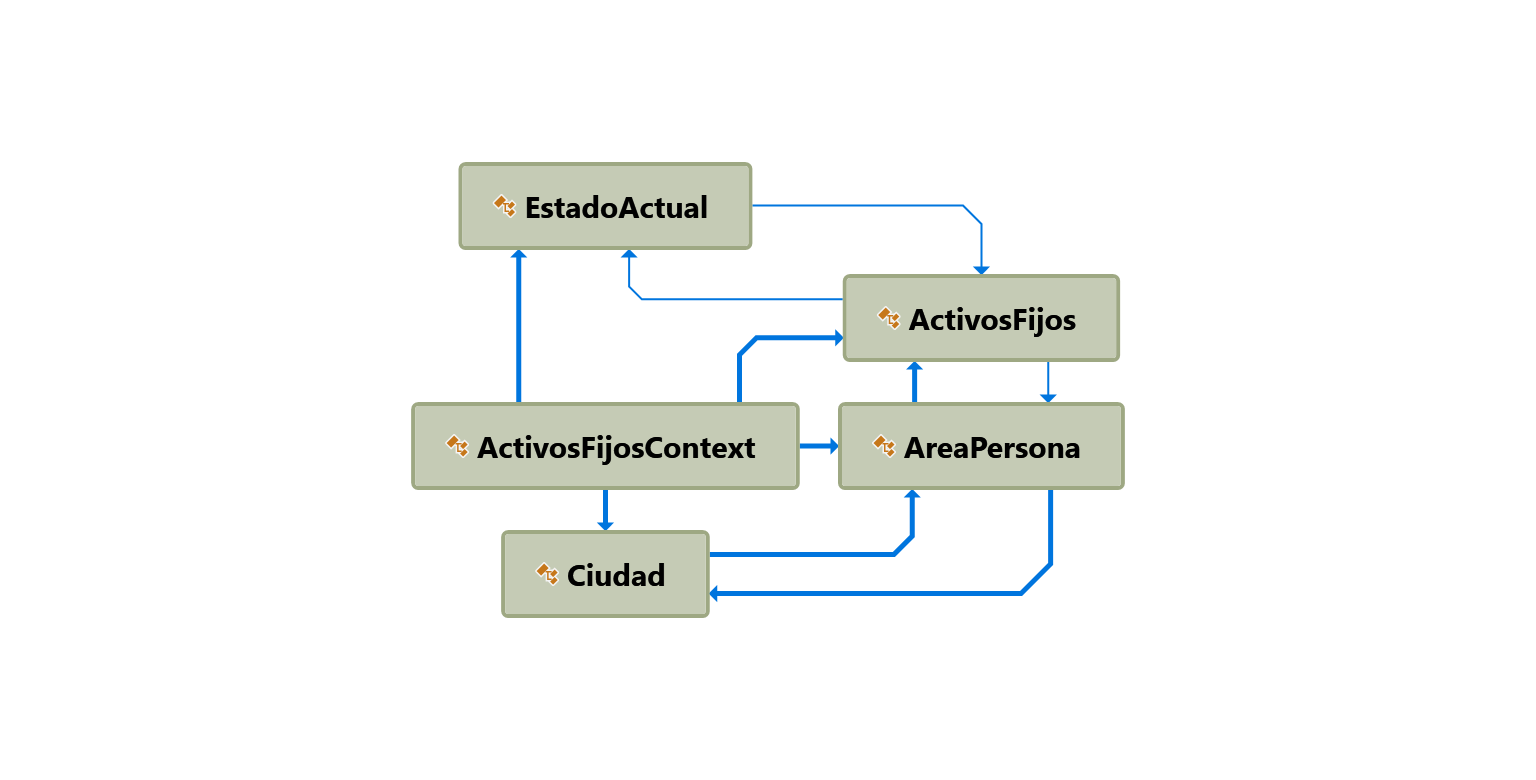 EstadoActual
ActivosFijos
ActivosFijosContext
AreaPersona
Ciudad